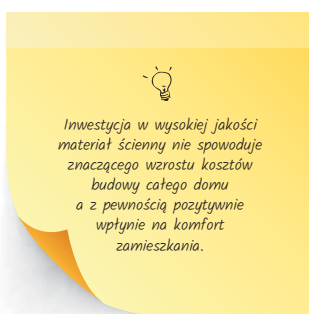 Inwestycja w wysokiej jakości
materiał ścienny nie spowoduje
znaczącego wzrostu kosztów
budowy całego domu
a z pewnością pozytywnie
wpłynie na komfort
zamieszkania.